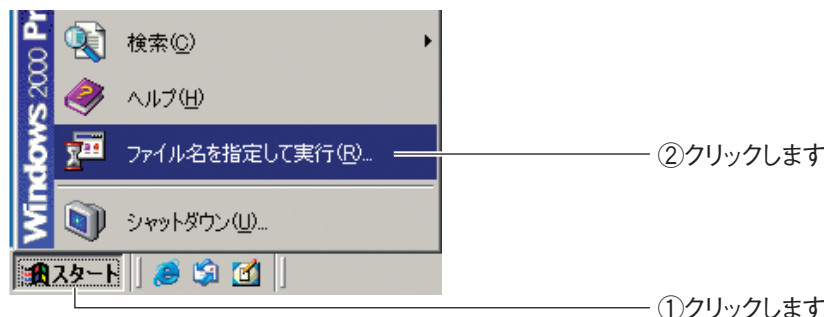 Windows 2000 Pr
検索(C)
ヘルプ(H)
ファイル名を指定して実行(R)...
②クリックします
シャットダウン(U)...
スタート
①クリックします